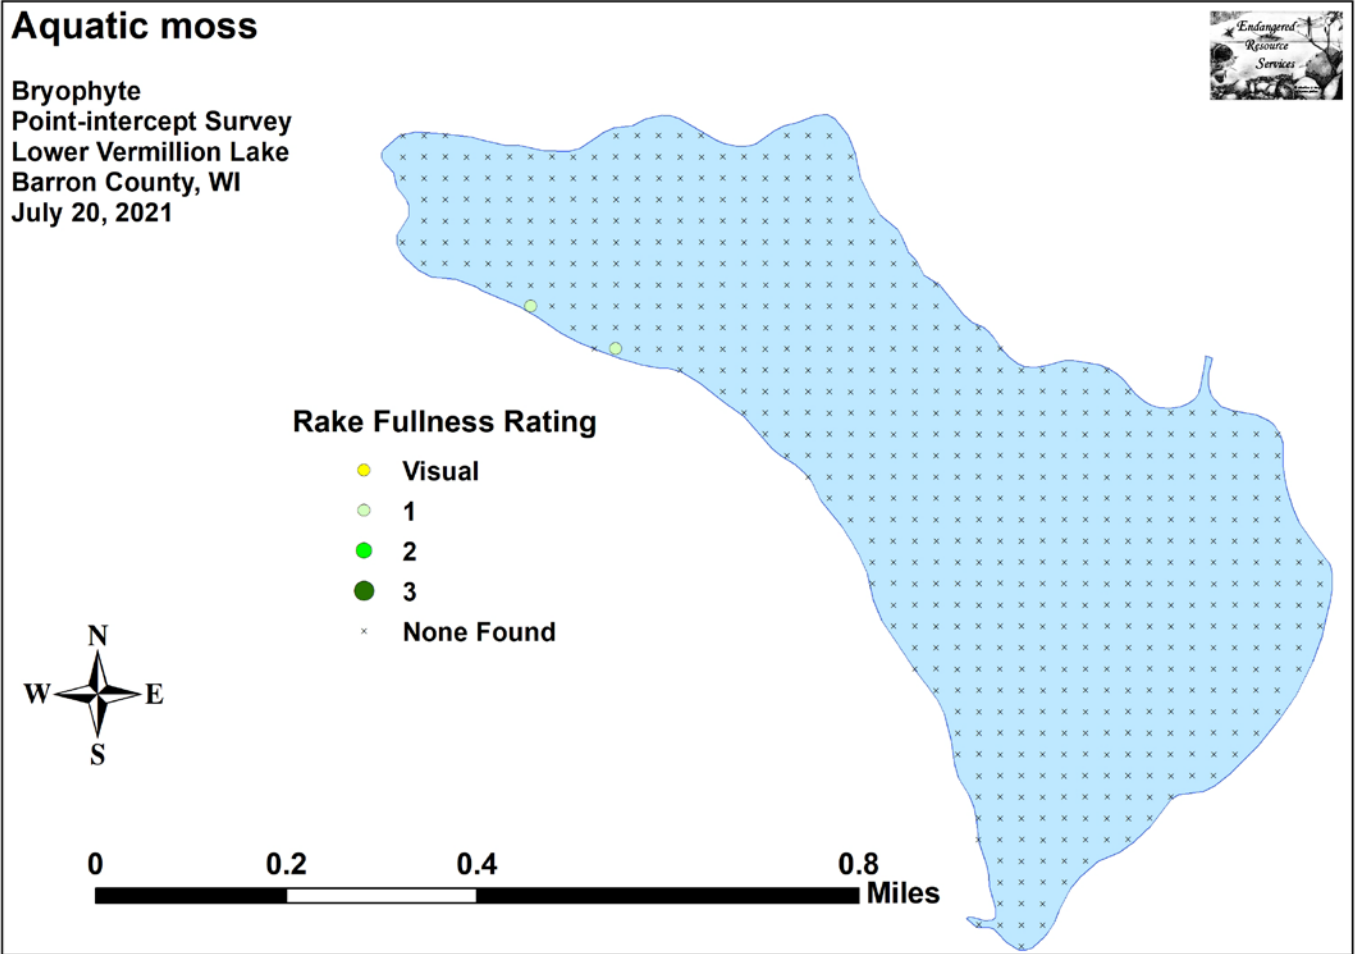 Aquatic moss
Bryophyte
Point-intercept Survey
Lower Vermillion Lake
Barron County, WI
July 20, 2021
Endangered
Resource
Services
Rake Fullness Rating
Visual
1
2
3
None Found
N
W E
S
0 0.2 0.4 0.8
Miles